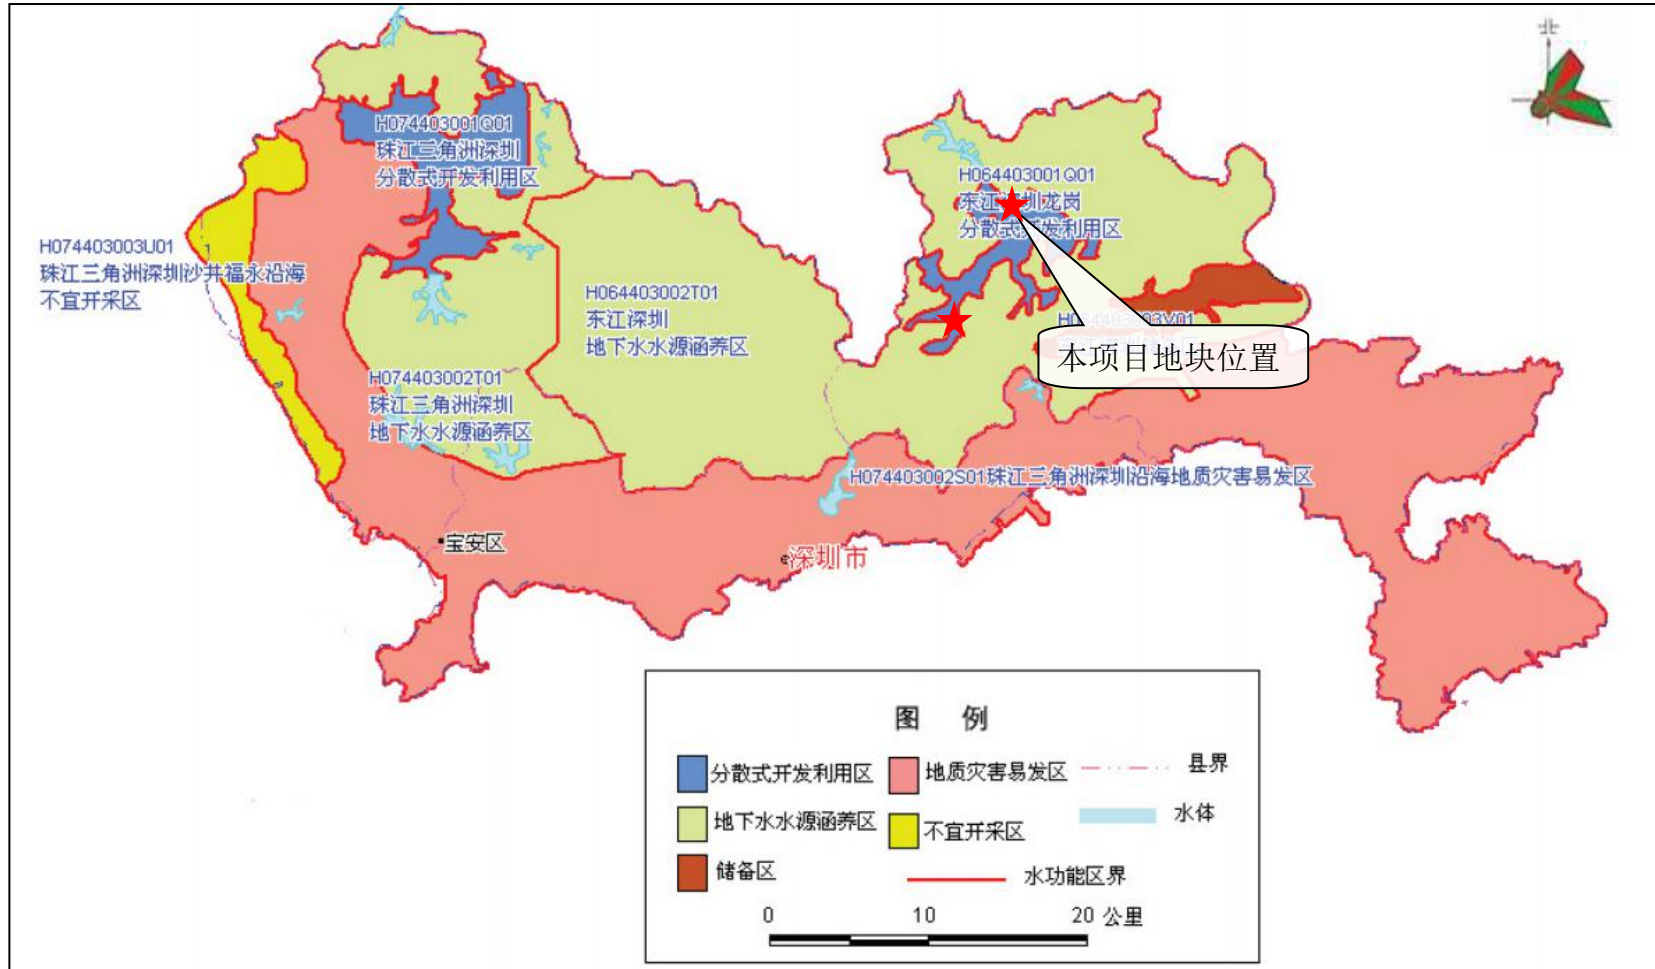 北
H074403001Q01
珠江三角洲深圳
分散式开发利用区
H064403001Q01
东江深圳龙岗
分散式开发利用区
H074403003U01
珠江三角洲深圳沙井福永沿海
不宜开采区
H064403002T01
东江深圳
地下水水源涵养区
本项目地块位置
H074403002T01
珠江三角洲深圳
地下水水源涵养区
H074403002S01珠江三角洲深圳沿海地质灾害易发区
宝安区
深圳市
图 例
分散式开发利用区
地质灾害易发区
县界
地下水水源涵养区
不宜开采区
水体
储备区
水功能区界
0 10 20 公里